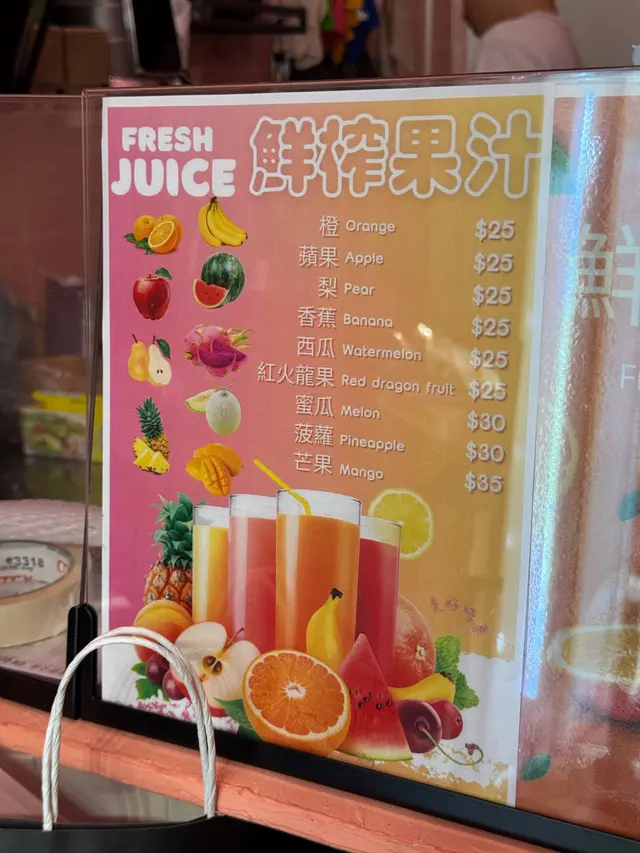 FRESH
JUICE
鮮榨果汁
橙 Orange $25
蘋果 Apple $25
梨 Pear $25
香蕉 Banana $25
西瓜 Watermelon $25
紅火龍果 Red dragon fruit $25
蜜瓜 Melon $30
菠蘿 Pineapple $30
芒果 Mango $35
#3318
鮮
F